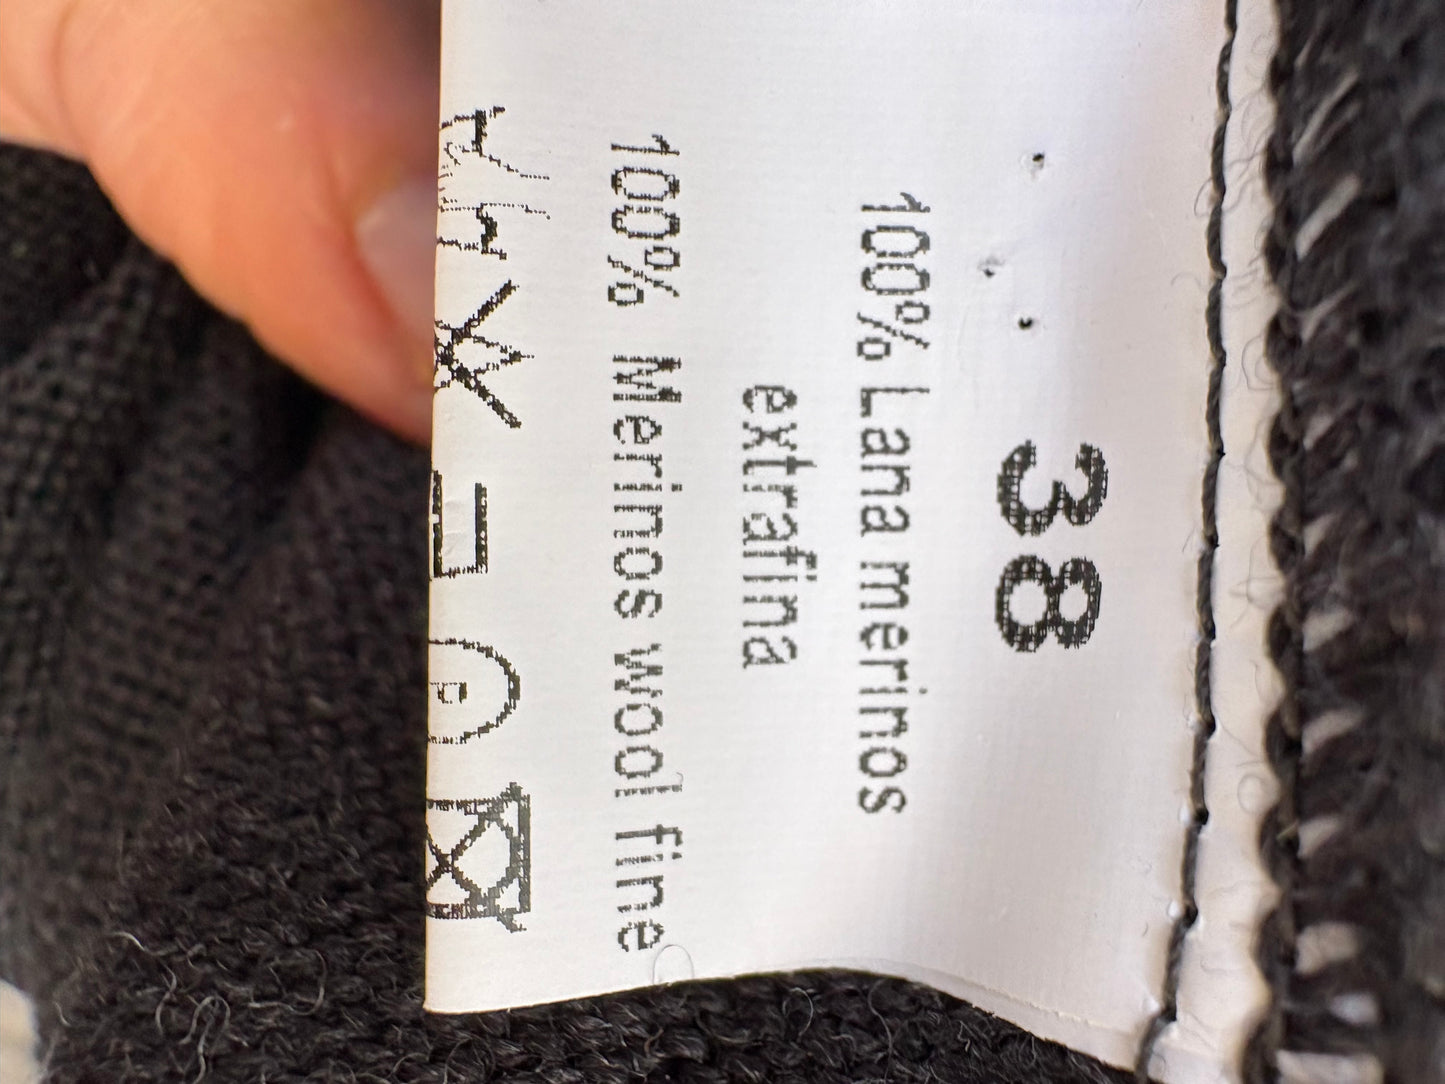 38
100% Lana merinos
extrafina
100% Merinos wool fine
P